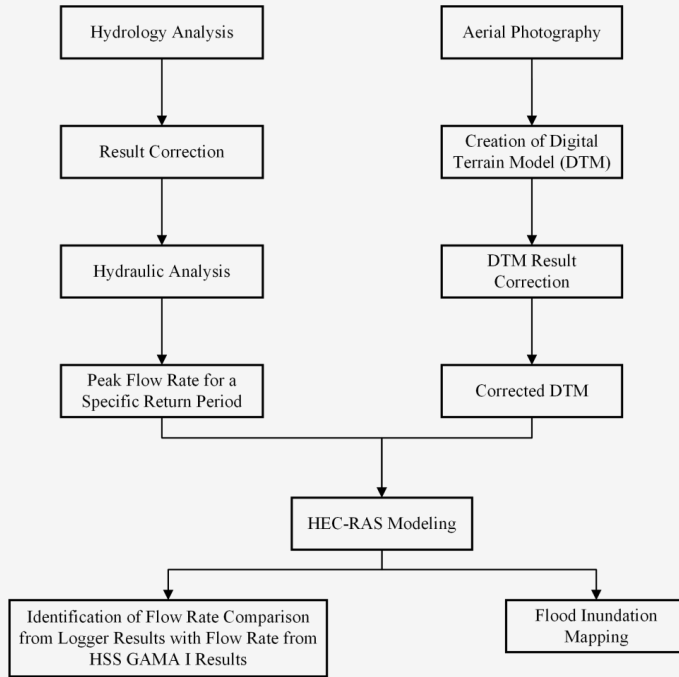 Hydrology Analysis
Aerial Photography
Result Correction
Creation of Digital
Terrain Model (DTM)
Hydraulic Analysis
DTM Result
Correction
Peak Flow Rate for a
Specific Return Period
Corrected DTM
HEC-RAS Modeling
Identification of Flow Rate Comparison
from Logger Results with Flow Rate from
HSS GAMA I Results
Flood Inundation
Mapping